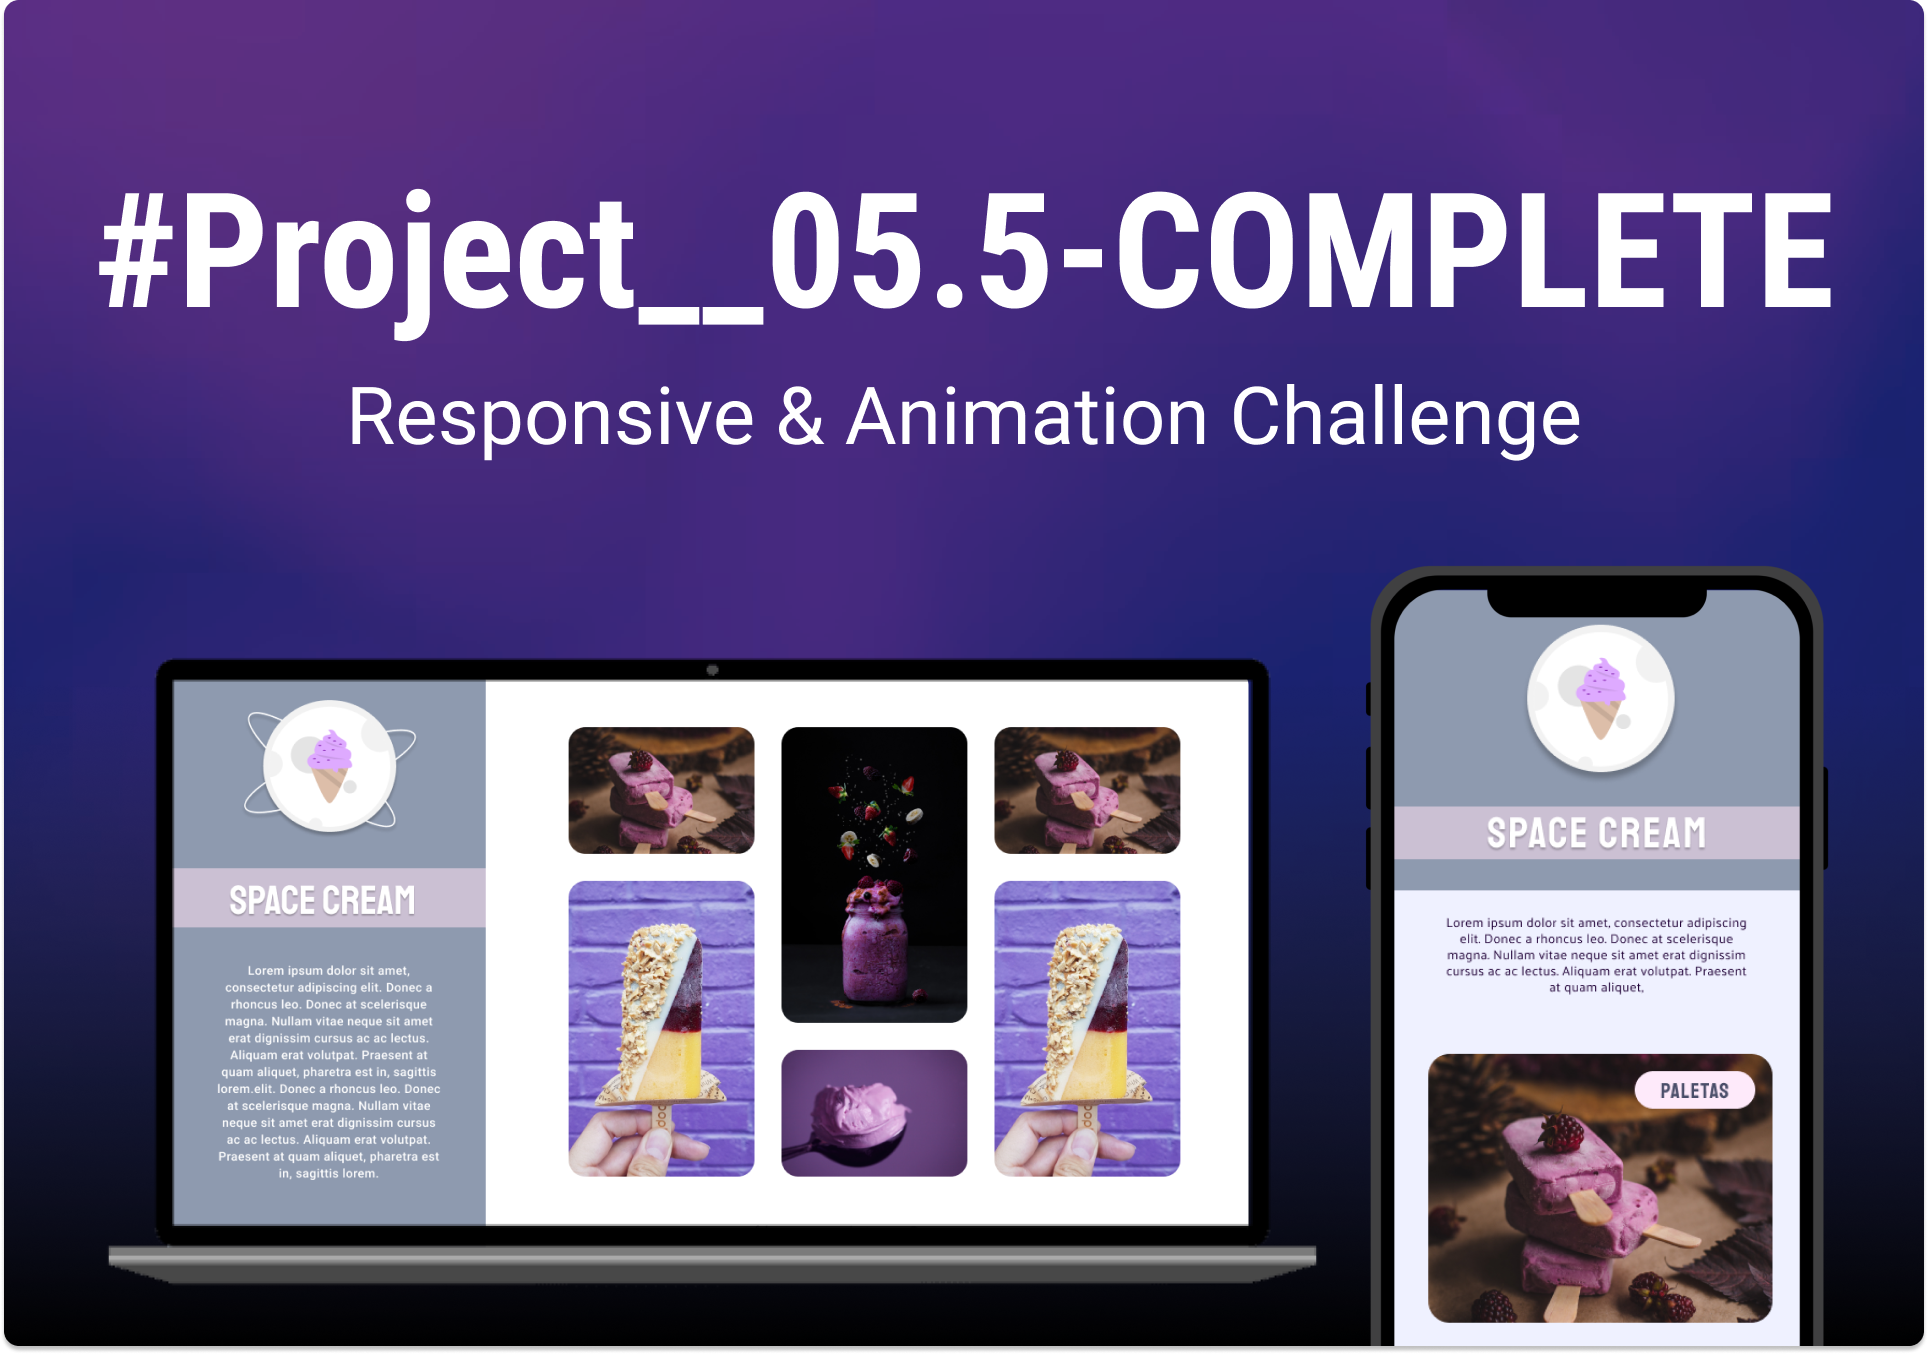 #Project__05.5-COMPLETE
Responsive & Animation Challenge
SPACE CREAM
Lorem ipsum dolor sit amet,
consectetur adipiscing elit. Donec a
rhoncus leo. Donec at scelerisque
magna. Nullam vitae neque sit amet
erat dignissim cursus ac ac lectus.
Aliquam erat volutpat. Praesent at
quam aliquet, pharetra est in, sagittis
lorem.elit. Donec a rhoncus leo. Donec
at scelerisque magna. Nullam vitae
neque sit amet erat dignissim cursus
ac ac lectus. Aliquam erat volutpat.
Praesent at quam aliquet, pharetra est
in, sagittis lorem.
SPACE CREAM
Lorem ipsum dolor sit amet, consectetur adipiscing
elit. Donec a rhoncus leo. Donec at scelerisque
magna. Nullam vitae neque sit amet erat dignissim
cursus ac ac lectus. Aliquam erat volutpat. Praesent
at quam aliquet,
PALETAS